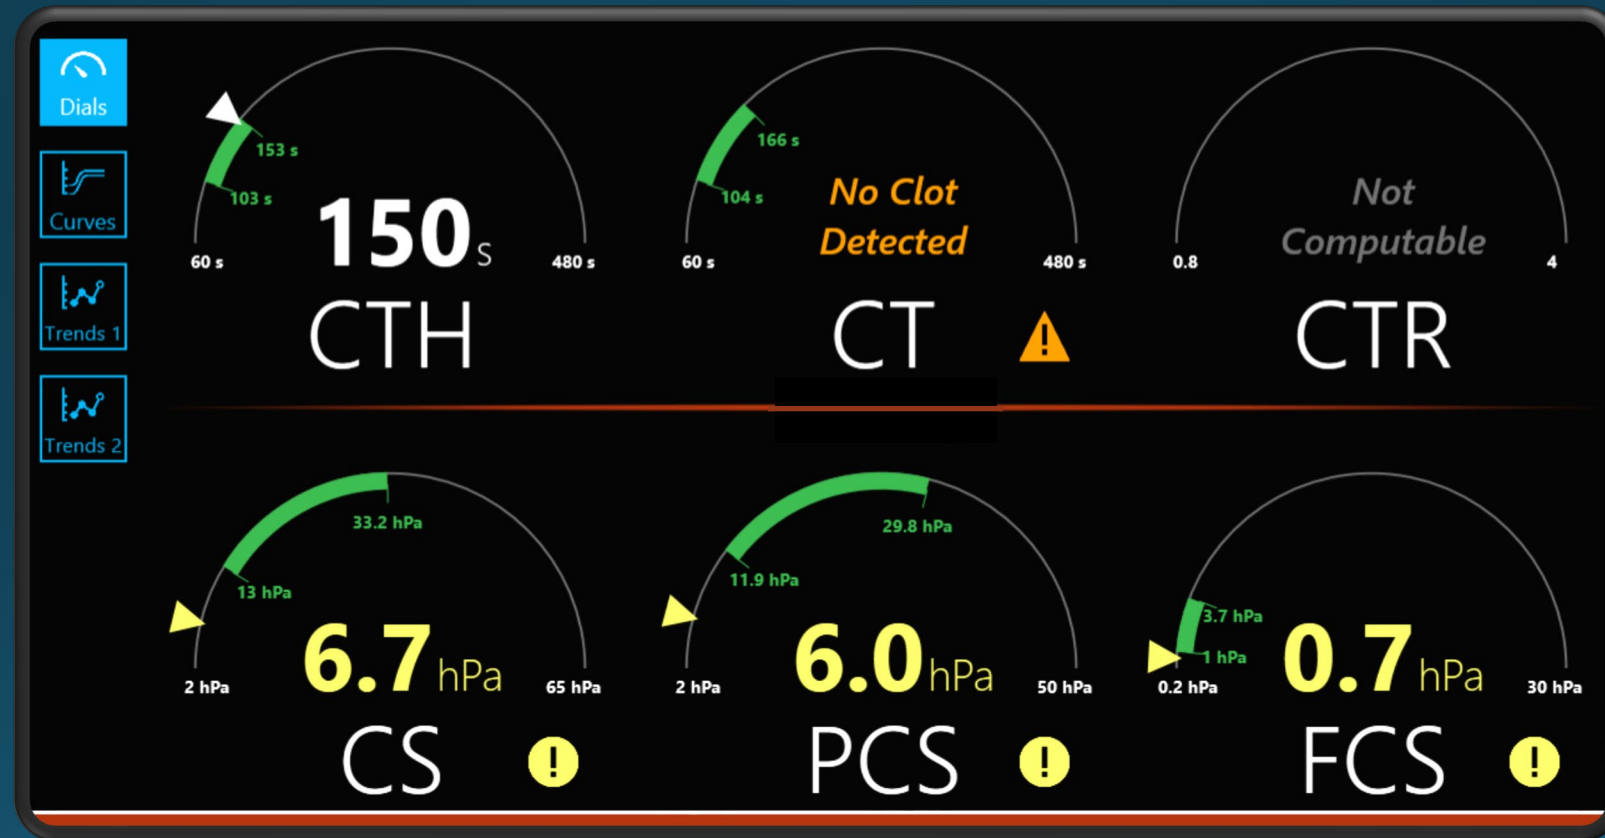 Dials
Curves
Trends 1
Trends 2
153 s
103 s
150 s
60 s
480 s
CTH
166 s
104 s
No Clot
Detected
60 s
480 s
CT
Not
Computable
0.8
4
CTR
33.2 hPa
13 hPa
6.7 hPa
2 hPa
65 hPa
CS
29.8 hPa
11.9 hPa
6.0 hPa
2 hPa
50 hPa
PCS
3.7 hPa
1 hPa
0.7 hPa
0.2 hPa
30 hPa
FCS